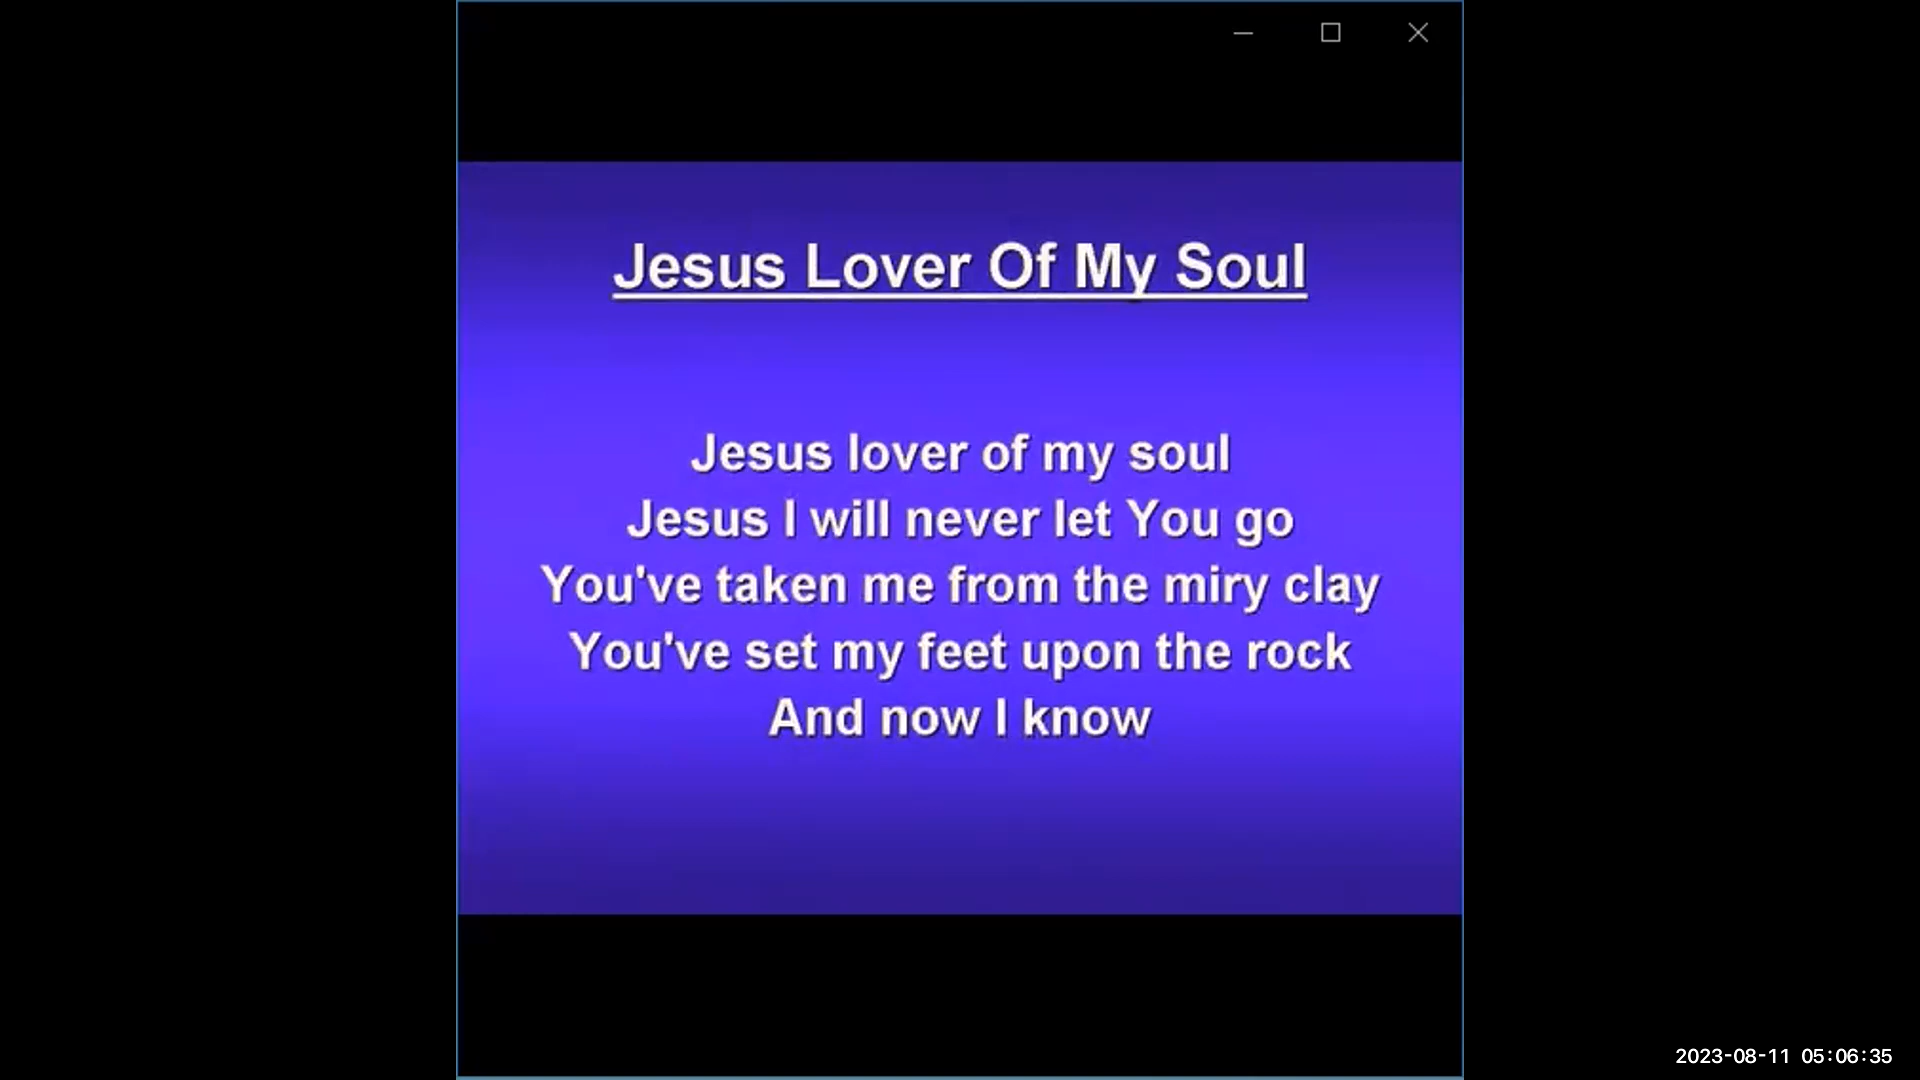 Jesus Lover Of My Soul
Jesus lover of my soul
Jesus I will never let You go
You've taken me from the miry clay
You've set my feet upon the rock
And now I know
2023-08-11 05:06:35